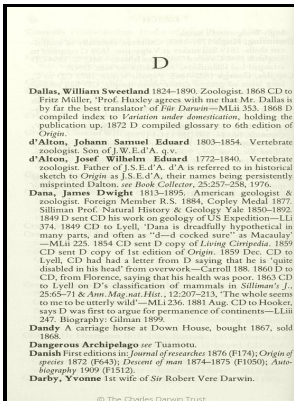 D
Dallas, William Sweetland 1824–1890. Zoologist. 1868 CD to
Fritz Müller, 'Prof. Huxley agrees with me that Mr. Dallas is
by far the best translator' of Für Darwin—MLii 353. 1868 D
compiled index to Variation under domestication, holding the
publication up. 1872 D compiled glossary to 6th edition of
Origin.
d'Alton, Johann Samuel Eduard 1803–1854. Vertebrate
zoologist. Son of J.W.E.d'A. q.v.
d'Alton, Josef Wilhelm Eduard 1772–1840. Vertebrate
zoologist. Father of J.S.E.d'A. d'A is referred to in historical
sketch to Origin as J.S.E.d'A, their names being persistently
misprinted Dalton. see Book Collector, 25:257–258, 1976.
Dana, James Dwight 1813–1895. American geologist &
zoologist. Foreign Member R.S. 1884, Copley Medal 1877.
Silliman Prof. Natural History & Geology Yale 1850–1892.
1849 D sent CD his work on geology of US Expedition—LLi
374. 1849 CD to Lyell, 'Dana is dreadfully hypothetical in
many parts, and often as "d—d cocked sure" as Macaulay'
—MLii 225. 1854 CD sent D copy of Living Cirripedia. 1859
CD sent D copy of 1st edition of Origin. 1859 Dec. CD to
Lyell, CD had had a letter from D saying that he is 'quite
disabled in his head' from overwork—Carroll 188. 1860 D to
CD, from Florence, saying that his health was poor. 1863 CD
to Lyell on D's classification of mammals in Silliman's J.,
25:65–71 & Ann. Mag. nat. Hist., 12:207–213, 'The whole seems
to me to be utterly wild'—MLi 236. 1881 Aug. CD to Hooker,
says D was first to argue for permanence of continents—LLiii
247. Biography: Gilman 1899.
Dandy A carriage horse at Down House, bought 1867, sold
1868.
Dangerous Archipelago see Tuamotu.
Danish First editions in: Journal of researches 1876 (F174); Origin of
species 1872 (F643); Descent of man 1874–1875 (F1050); Auto-
biography 1909 (F1512).
Darby, Yvonne 1st wife of Sir Robert Vere Darwin.
© The Charles Darwin Trust